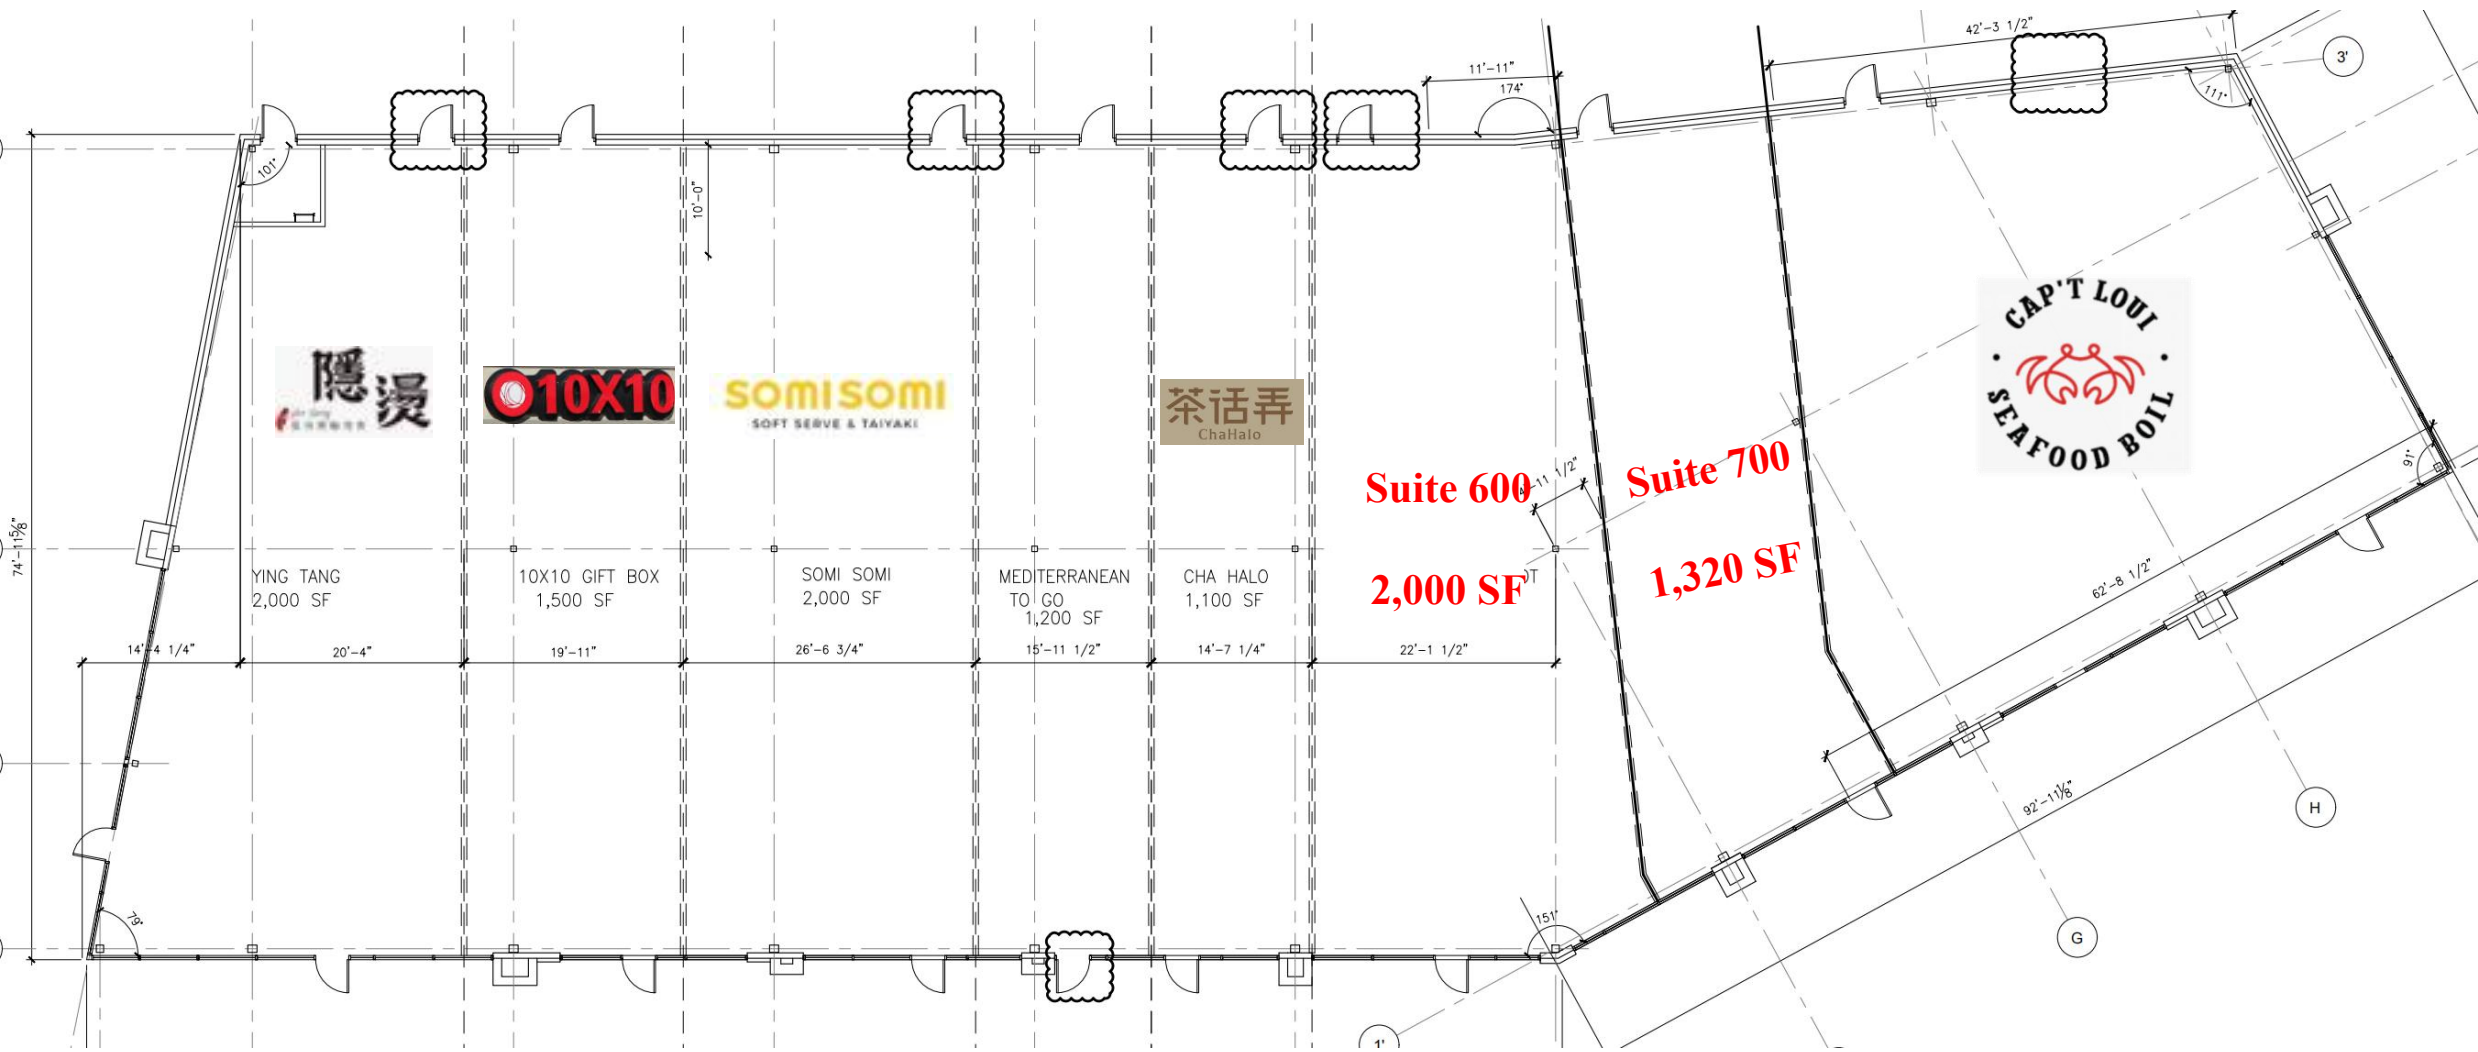 42'-3 1/2"
3'
11'-11"
174°
111°
101°
10'-0"
隱燙
10X10
SOMISOMI
SOFT SERVE & TAIYAKI
茶话弄
ChaHalo
CAP'T LOUI
SEAFOOD BOIL
Suite 600
2,000 SF
11 1/2"
Suite 700
1,320 SF
91°
74'-11⅝"
YING TANG
2,000 SF
10X10 GIFT BOX
1,500 SF
SOMI SOMI
2,000 SF
MEDITERRANEAN
TO GO
1,200 SF
CHA HALO
1,100 SF
OT
62'-8 1/2"
14'-4 1/4"
20'-4"
19'-11"
26'-6 3/4"
15'-11 1/2"
14'-7 1/4"
22'-1 1/2"
92'-11⅛"
H
79°
151°
G
1'